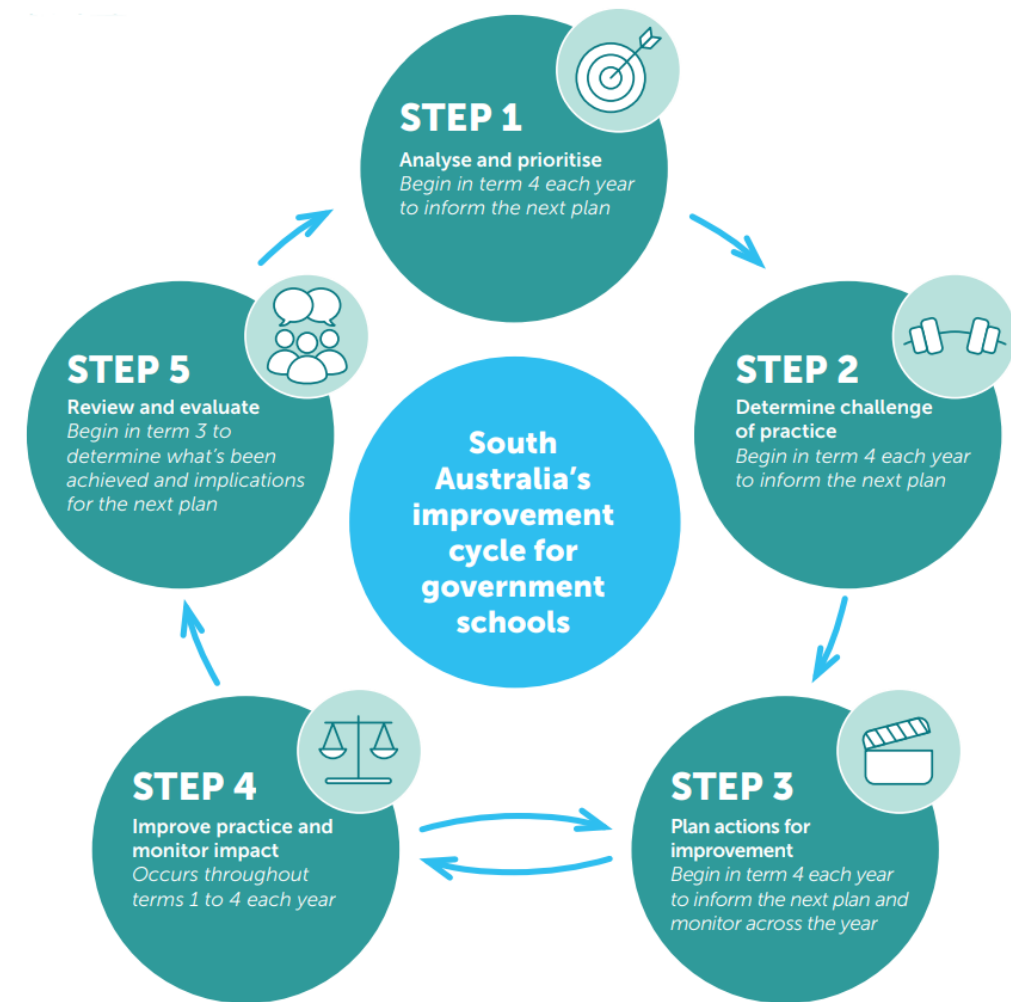 STEP 1
Analyse and prioritise
Begin in term 4 each year
to inform the next plan
STEP 2
Determine challenge
of practice
Begin in term 4 each year
to inform the next plan
STEP 3
Plan actions for
improvement
Begin in term 4 each year
to inform the next plan and
monitor across the year
STEP 4
Improve practice and
monitor impact
Occurs throughout
terms 1 to 4 each year
STEP 5
Review and evaluate
Begin in term 3 to
determine what's been
achieved and implications
for the next plan
South
Australia's
improvement
cycle for
government
schools